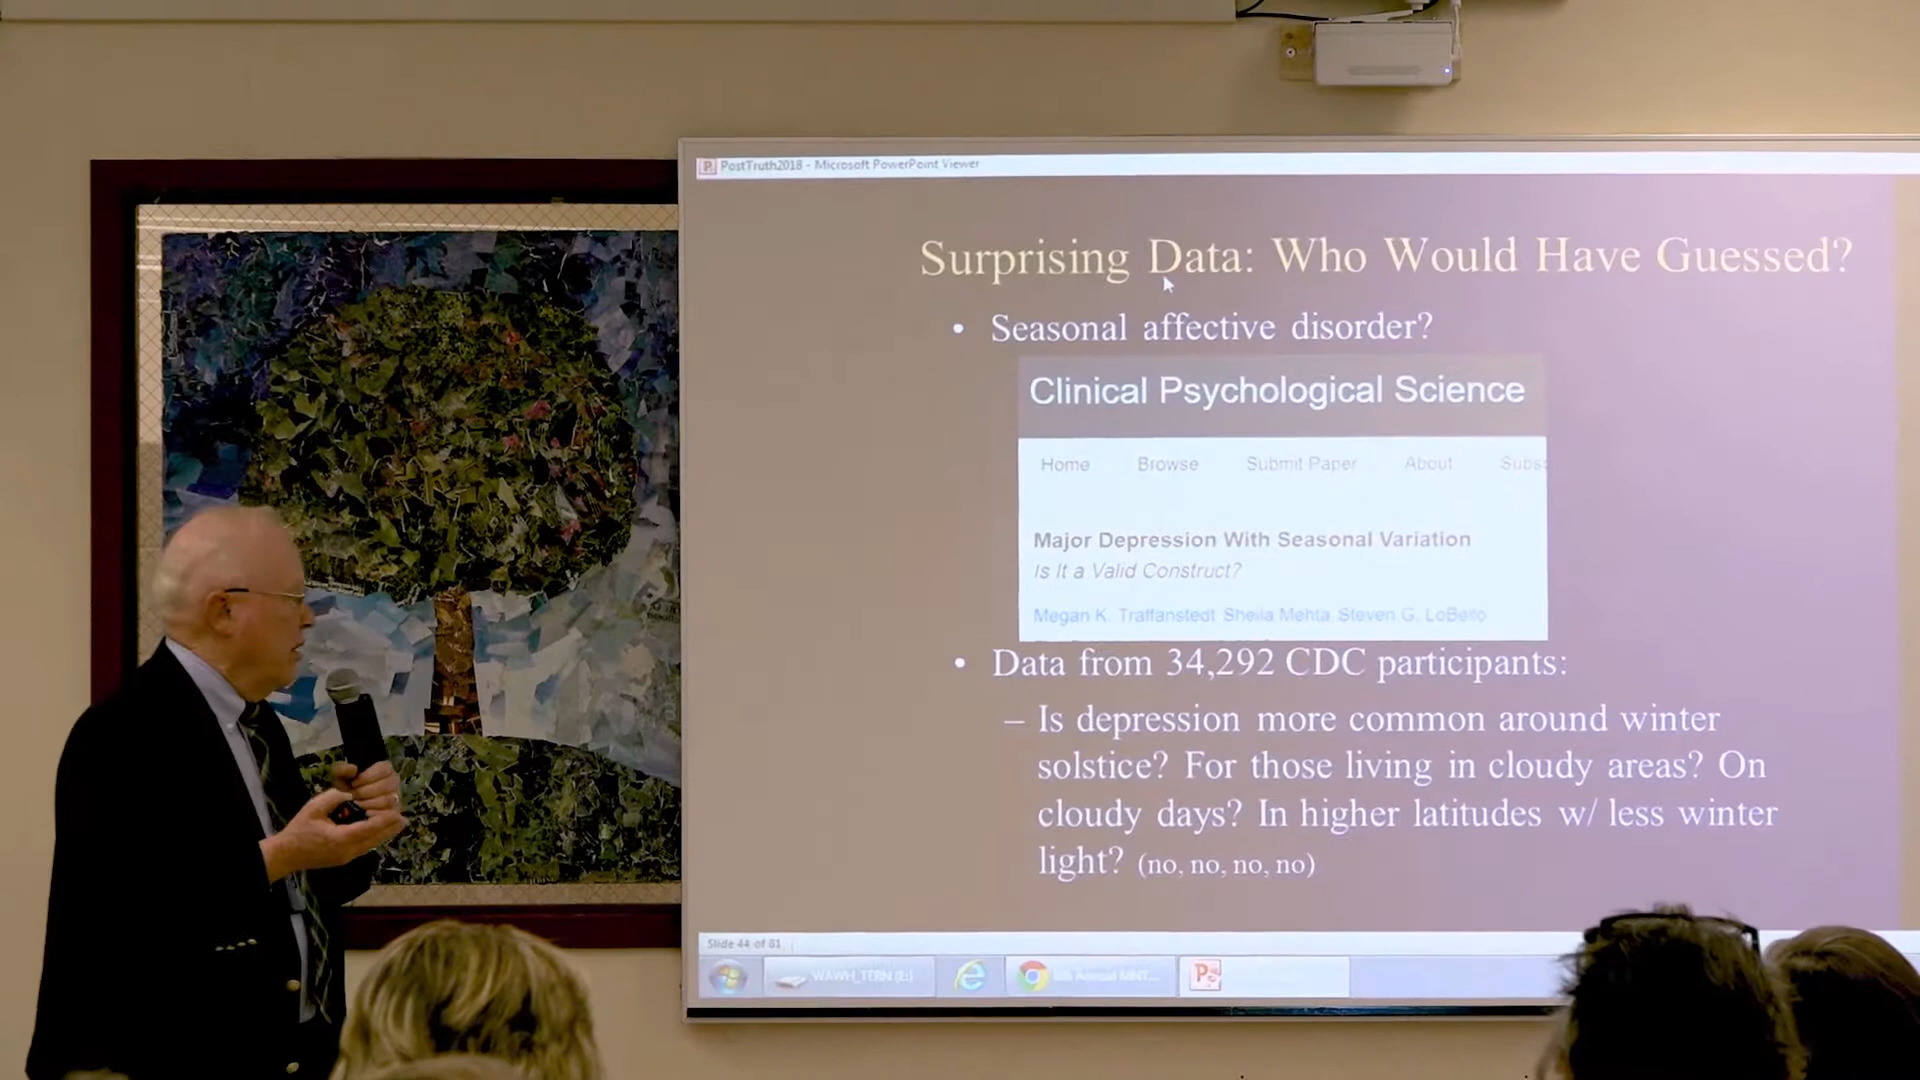 PostTruth2018 - Microsoft PowerPoint Viewer
Surprising Data: Who Would Have Guessed?
• Seasonal affective disorder?
Clinical Psychological Science
Home Browse Submit Paper About Subsc
Major Depression With Seasonal Variation
Is It a Valid Construct?
Megan K. Traffanstedt Sheila Mehta Steven G. LoBello
• Data from 34,292 CDC participants:
– Is depression more common around winter
solstice? For those living in cloudy areas? On
cloudy days? In higher latitudes w/ less winter
light? (no, no, no, no)
Slide 44 of 81
(E:) Annual